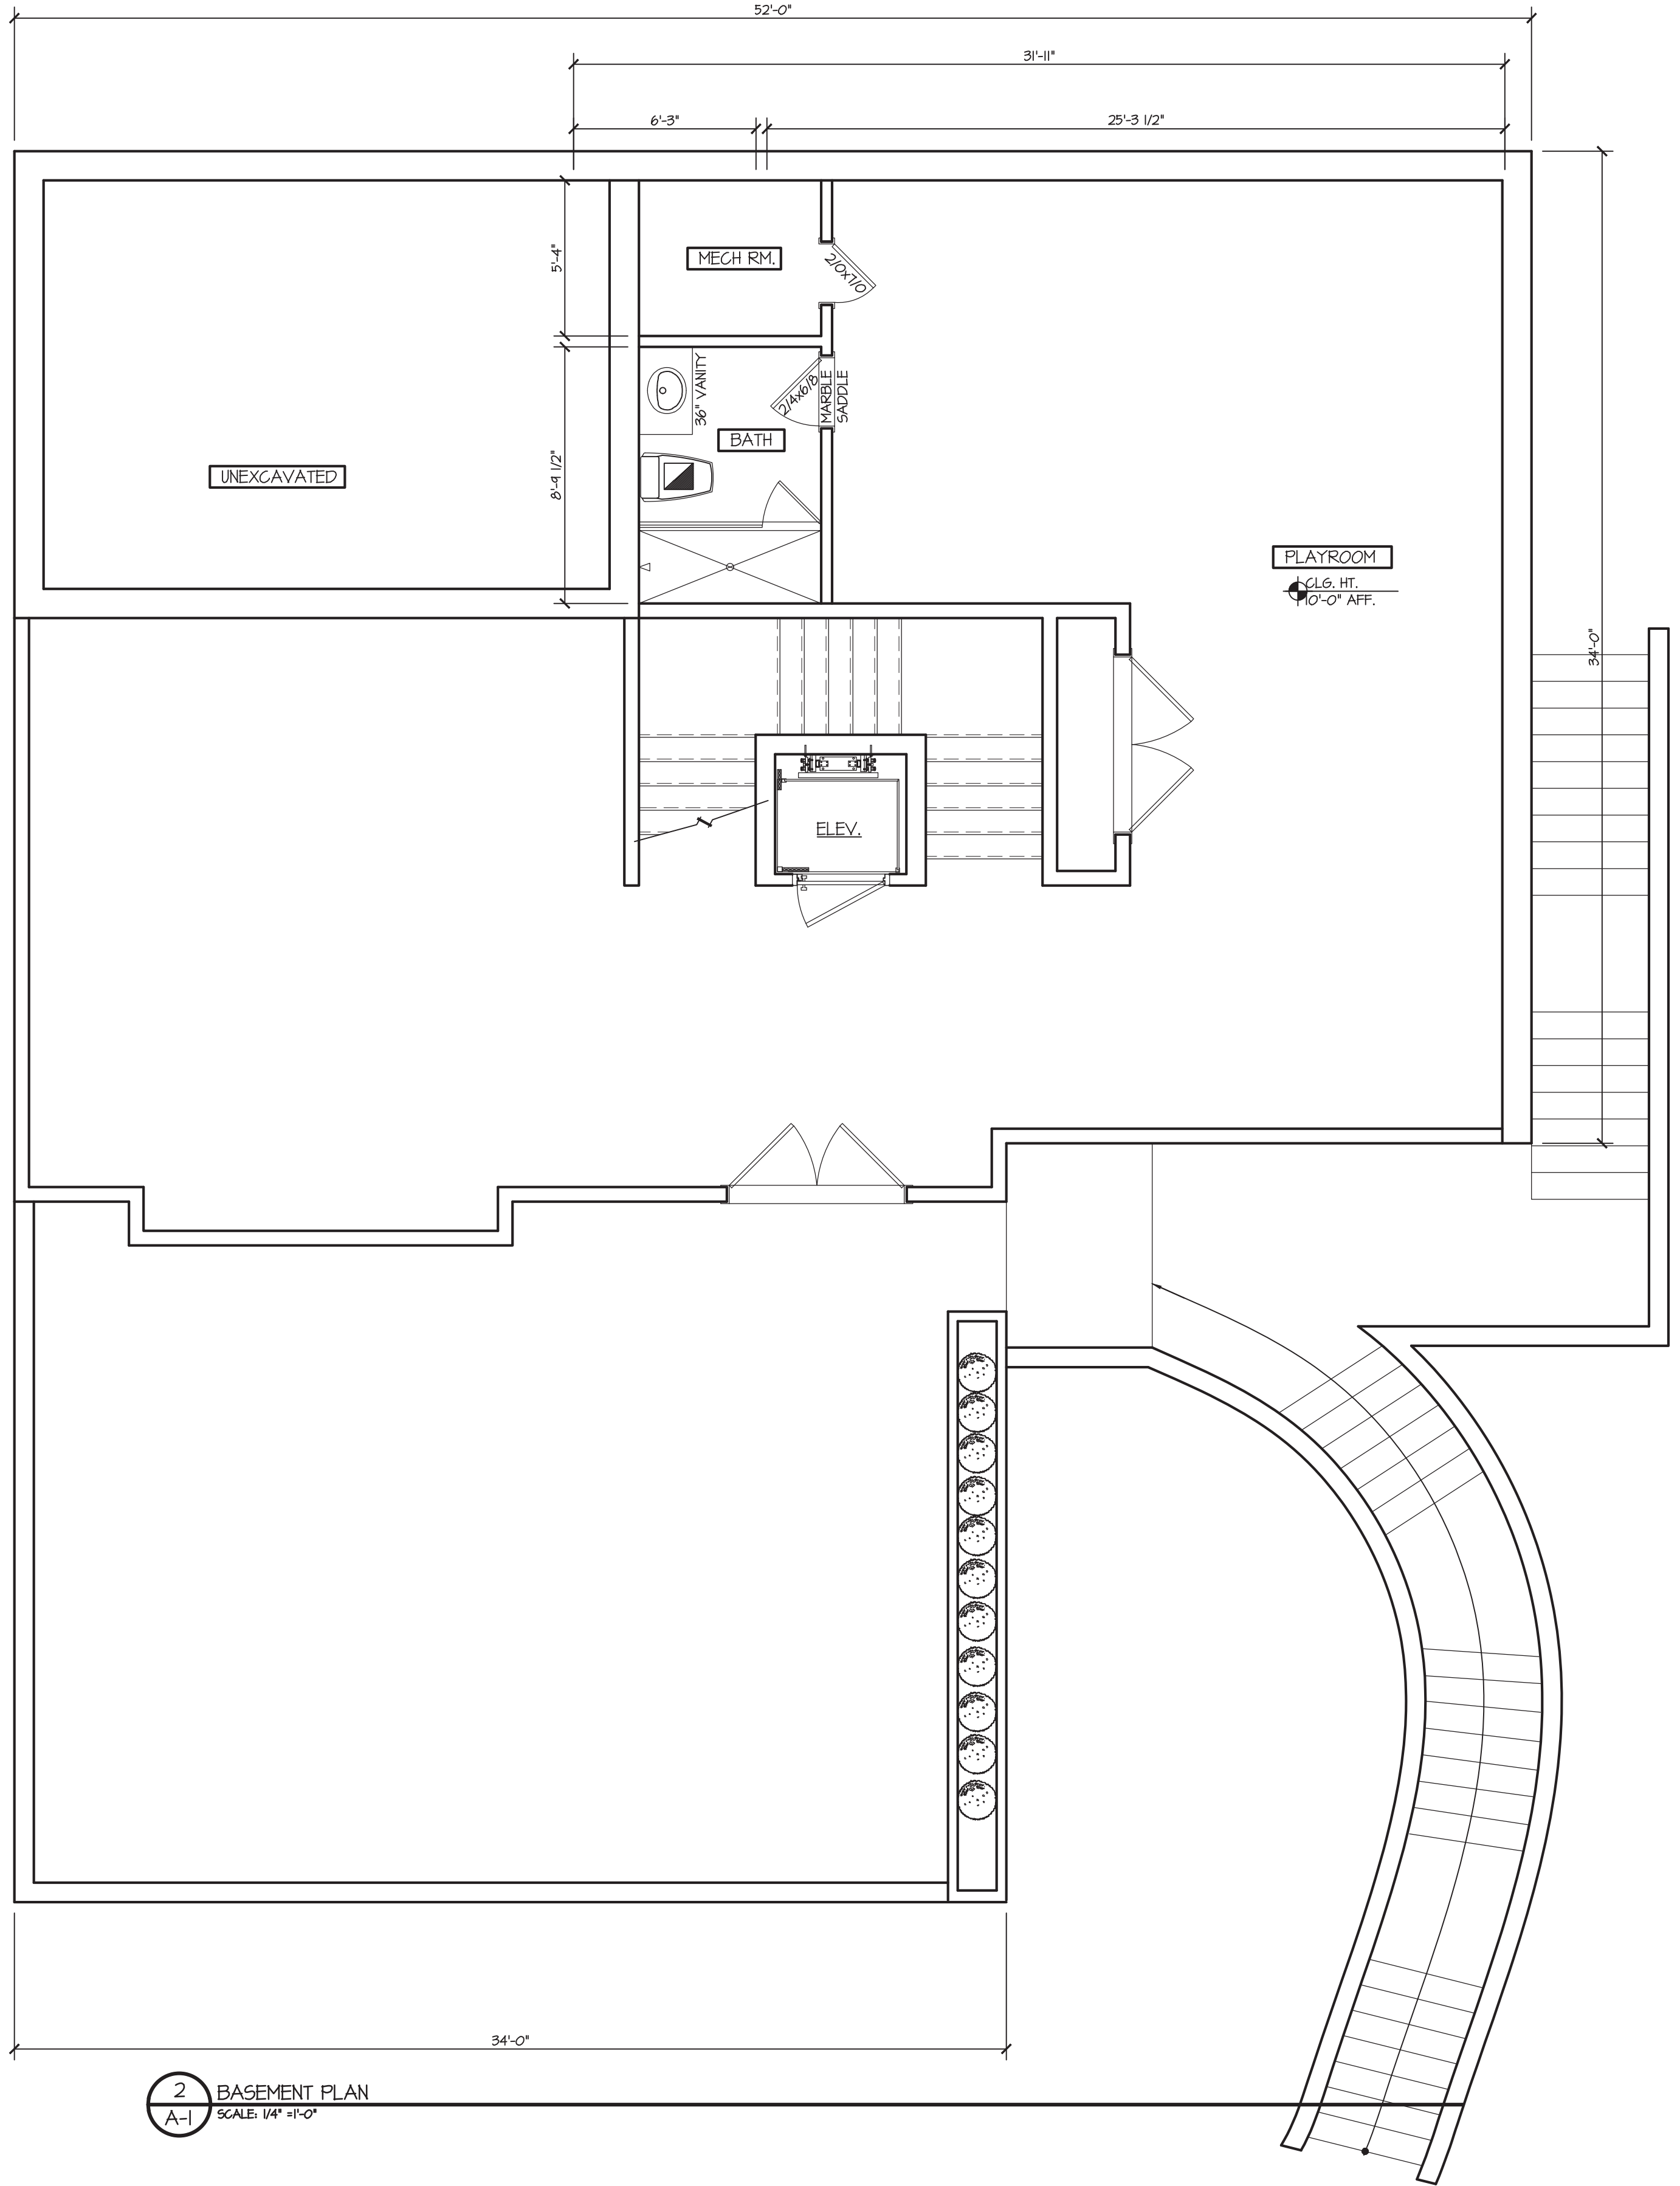 52'-0"
31'-11"
6'-3"
25'-3 1/2"
5'-4"
MECH RM.
2/0x7/0
36" VANITY
2/4x6/8
MARBLE
SADDLE
BATH
8'-9 1/2"
UNEXCAVATED
PLAYROOM
CLG. HT.
10'-0" AFF.
34'-0"
ELEV.
34'-0"
2
A-1
BASEMENT PLAN
SCALE: 1/4" =1'-0"